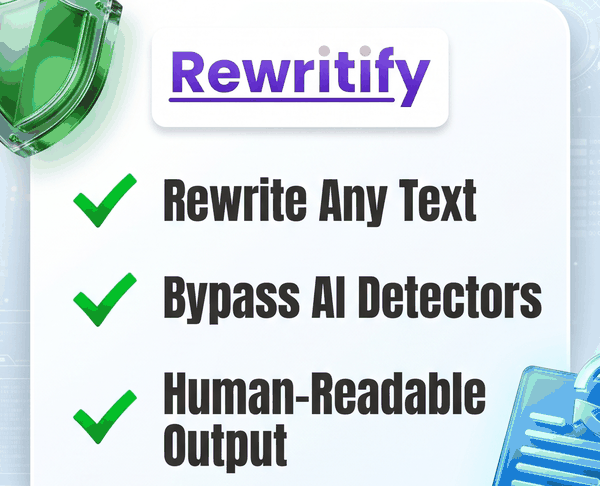 Rewritify
Rewrite Any Text
Bypass AI Detectors
Human-Readable
Output